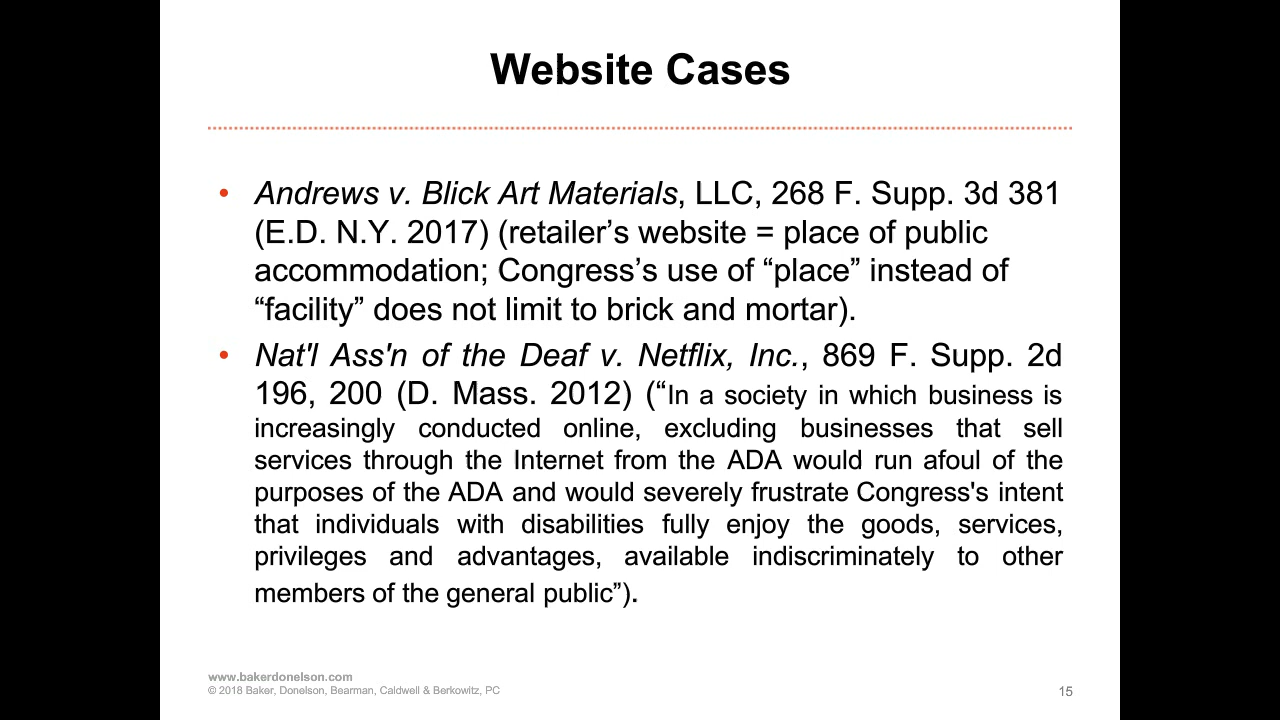 Website Cases
• Andrews v. Blick Art Materials, LLC, 268 F. Supp. 3d 381
(E.D. N.Y. 2017) (retailer’s website = place of public
accommodation; Congress’s use of “place” instead of
“facility” does not limit to brick and mortar).
• Nat'l Ass'n of the Deaf v. Netflix, Inc., 869 F. Supp. 2d
196, 200 (D. Mass. 2012) (“In a society in which business is
increasingly conducted online, excluding businesses that sell
services through the Internet from the ADA would run afoul of the
purposes of the ADA and would severely frustrate Congress's intent
that individuals with disabilities fully enjoy the goods, services,
privileges and advantages, available indiscriminately to other
members of the general public”).
www.bakerdonelson.com
© 2018 Baker, Donelson, Bearman, Caldwell & Berkowitz, PC
15